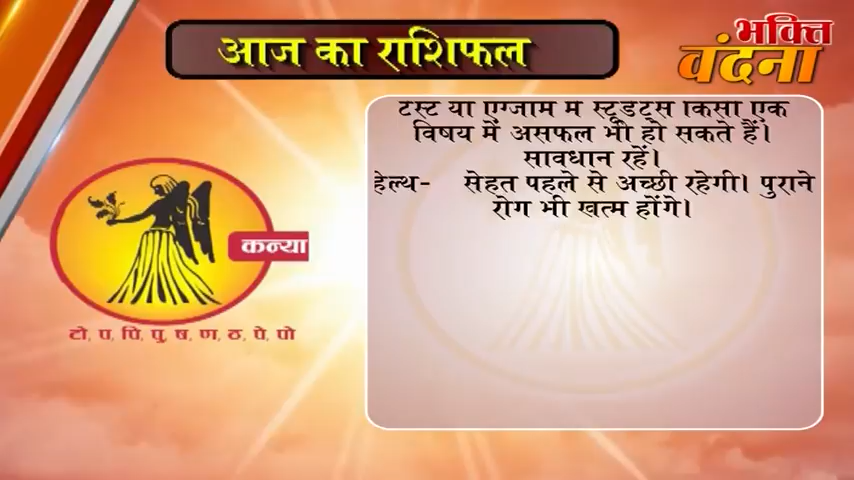 आज का राशिफल
भक्ति
वंदना
टेस्ट या एग्जाम में स्टूडेंट्स किसी एक
विषय में असफल भी हो सकते हैं।
सावधान रहें।
हेल्थ- सेहत पहले से अच्छी रहेगी। पुराने
रोग भी खत्म होंगे।
कन्या
टो, प, पि, पु, ष, ण, ठ, पे, पो